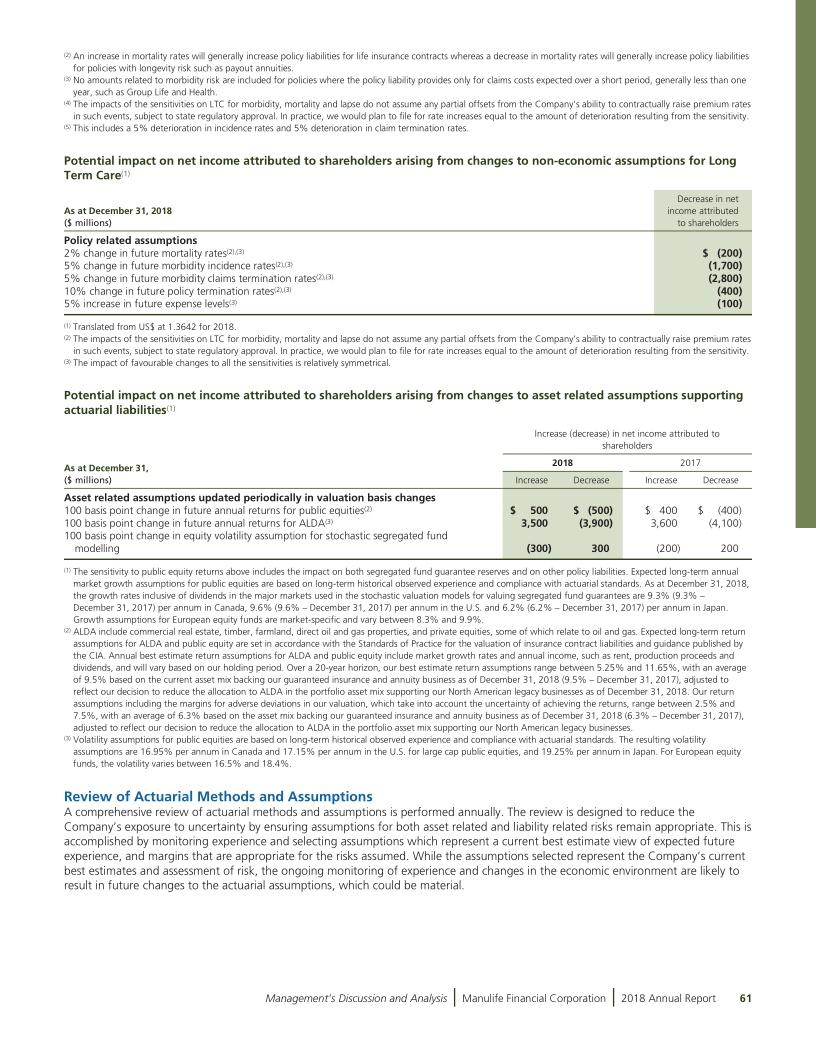 (2) An increase in mortality rates will generally increase policy liabilities for life insurance contracts whereas a decrease in mortality rates will generally increase policy liabilities
for policies with longevity risk such as payout annuities.
(3) No amounts related to morbidity risk are included for policies where the policy liability provides only for claims costs expected over a short period, generally less than one
year, such as Group Life and Health.
(4) The impacts of the sensitivities on LTC for morbidity, mortality and lapse do not assume any partial offsets from the Company's ability to contractually raise premium rates
in such events, subject to state regulatory approval. In practice, we would plan to file for rate increases equal to the amount of deterioration resulting from the sensitivity.
(5) This includes a 5% deterioration in incidence rates and 5% deterioration in claim termination rates.
Potential impact on net income attributed to shareholders arising from changes to non-economic assumptions for Long
Term Care(1)
Decrease in net
income attributed
to shareholders
As at December 31, 2018
($ millions)
Policy related assumptions
2% change in future mortality rates(2),(3) $ (200)
5% change in future morbidity incidence rates(2),(3) (1,700)
5% change in future morbidity claims termination rates(2),(3) (2,800)
10% change in future policy termination rates(2),(3) (400)
5% increase in future expense levels(3) (100)
(1) Translated from US$ at 1.3642 for 2018.
(2) The impacts of the sensitivities on LTC for morbidity, mortality and lapse do not assume any partial offsets from the Company's ability to contractually raise premium rates
in such events, subject to state regulatory approval. In practice, we would plan to file for rate increases equal to the amount of deterioration resulting from the sensitivity.
(3) The impact of favourable changes to all the sensitivities is relatively symmetrical.
Potential impact on net income attributed to shareholders arising from changes to asset related assumptions supporting
actuarial liabilities(1)
Increase (decrease) in net income attributed to
shareholders
As at December 31, 2018 2017
($ millions) Increase Decrease Increase Decrease
Asset related assumptions updated periodically in valuation basis changes
100 basis point change in future annual returns for public equities(2) $ 500 $ (500) $ 400 $ (400)
100 basis point change in future annual returns for ALDA(3) 3,500 (3,900) 3,600 (4,100)
100 basis point change in equity volatility assumption for stochastic segregated fund
modelling (300) 300 (200) 200
(1) The sensitivity to public equity returns above includes the impact on both segregated fund guarantee reserves and on other policy liabilities. Expected long-term annual
market growth assumptions for public equities are based on long-term historical observed experience and compliance with actuarial standards. As at December 31, 2018,
the growth rates inclusive of dividends in the major markets used in the stochastic valuation models for valuing segregated fund guarantees are 9.3% (9.3% –
December 31, 2017) per annum in Canada, 9.6% (9.6% – December 31, 2017) per annum in the U.S. and 6.2% (6.2% – December 31, 2017) per annum in Japan.
Growth assumptions for European equity funds are market-specific and vary between 8.3% and 9.9%.
(2) ALDA include commercial real estate, timber, farmland, direct oil and gas properties, and private equities, some of which relate to oil and gas. Expected long-term return
assumptions for ALDA and public equity are set in accordance with the Standards of Practice for the valuation of insurance contract liabilities and guidance published by
the CIA. Annual best estimate return assumptions for ALDA and public equity include market growth rates and annual income, such as rent, production proceeds and
dividends, and will vary based on our holding period. Over a 20-year horizon, our best estimate return assumptions range between 5.25% and 11.65%, with an average
of 9.5% based on the current asset mix backing our guaranteed insurance and annuity business as of December 31, 2018 (9.5% – December 31, 2017), adjusted to
reflect our decision to reduce the allocation to ALDA in the portfolio asset mix supporting our North American legacy businesses as of December 31, 2018. Our return
assumptions including the margins for adverse deviations in our valuation, which take into account the uncertainty of achieving the returns, range between 2.5% and
7.5%, with an average of 6.3% based on the asset mix backing our guaranteed insurance and annuity business as of December 31, 2018 (6.3% – December 31, 2017),
adjusted to reflect our decision to reduce the allocation to ALDA in the portfolio asset mix supporting our North American legacy businesses.
(3) Volatility assumptions for public equities are based on long-term historical observed experience and compliance with actuarial standards. The resulting volatility
assumptions are 16.95% per annum in Canada and 17.15% per annum in the U.S. for large cap public equities, and 19.25% per annum in Japan. For European equity
funds, the volatility varies between 16.5% and 18.4%.
Review of Actuarial Methods and Assumptions
A comprehensive review of actuarial methods and assumptions is performed annually. The review is designed to reduce the
Company's exposure to uncertainty by ensuring assumptions for both asset related and liability related risks remain appropriate. This is
accomplished by monitoring experience and selecting assumptions which represent a current best estimate view of expected future
experience, and margins that are appropriate for the risks assumed. While the assumptions selected represent the Company's current
best estimates and assessment of risk, the ongoing monitoring of experience and changes in the economic environment are likely to
result in future changes to the actuarial assumptions, which could be material.
Management's Discussion and Analysis | Manulife Financial Corporation | 2018 Annual Report 61